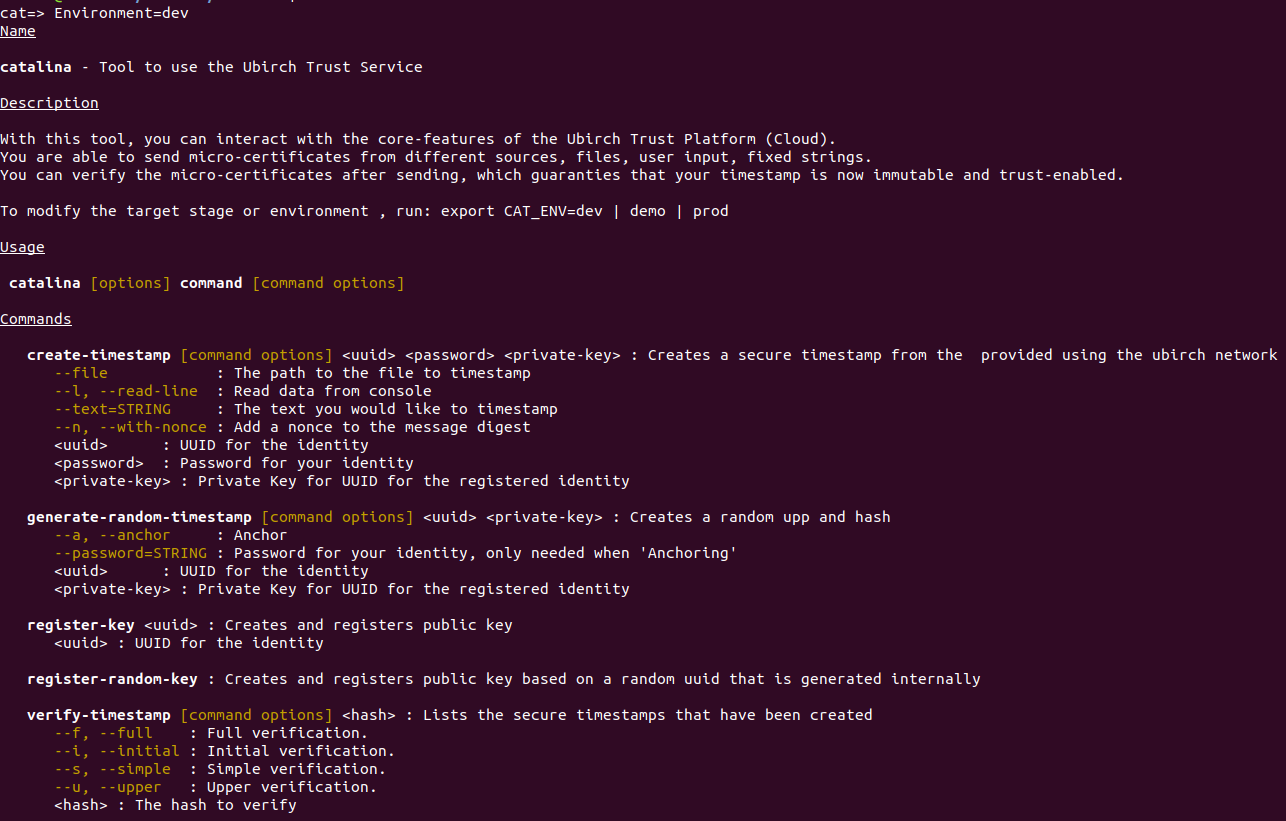 cat=> Environment=dev
Name
catalina - Tool to use the Ubirch Trust Service
Description
With this tool, you can interact with the core-features of the Ubirch Trust Platform (Cloud).
You are able to send micro-certificates from different sources, files, user input, fixed strings.
You can verify the micro-certificates after sending, which guaranties that your timestamp is now immutable and trust-enabled.
To modify the target stage or environment , run: export CAT_ENV=dev | demo | prod
Usage
catalina [options] command [command options]
Commands
create-timestamp [command options] <uuid> <password> <private-key> : Creates a secure timestamp from the  provided using the ubirch network
--file            : The path to the file to timestamp
--l, --read-line  : Read data from console
--text=STRING     : The text you would like to timestamp
--n, --with-nonce : Add a nonce to the message digest
<uuid>      : UUID for the identity
<password>  : Password for your identity
<private-key> : Private Key for UUID for the registered identity
generate-random-timestamp [command options] <uuid> <private-key> : Creates a random upp and hash
--a, --anchor     : Anchor
--password=STRING : Password for your identity, only needed when 'Anchoring'
<uuid>      : UUID for the identity
<private-key> : Private Key for UUID for the registered identity
register-key <uuid> : Creates and registers public key
<uuid> : UUID for the identity
register-random-key : Creates and registers public key based on a random uuid that is generated internally
verify-timestamp [command options] <hash> : Lists the secure timestamps that have been created
--f, --full    : Full verification.
--i, --initial : Initial verification.
--s, --simple  : Simple verification.
--u, --upper   : Upper verification.
<hash> : The hash to verify